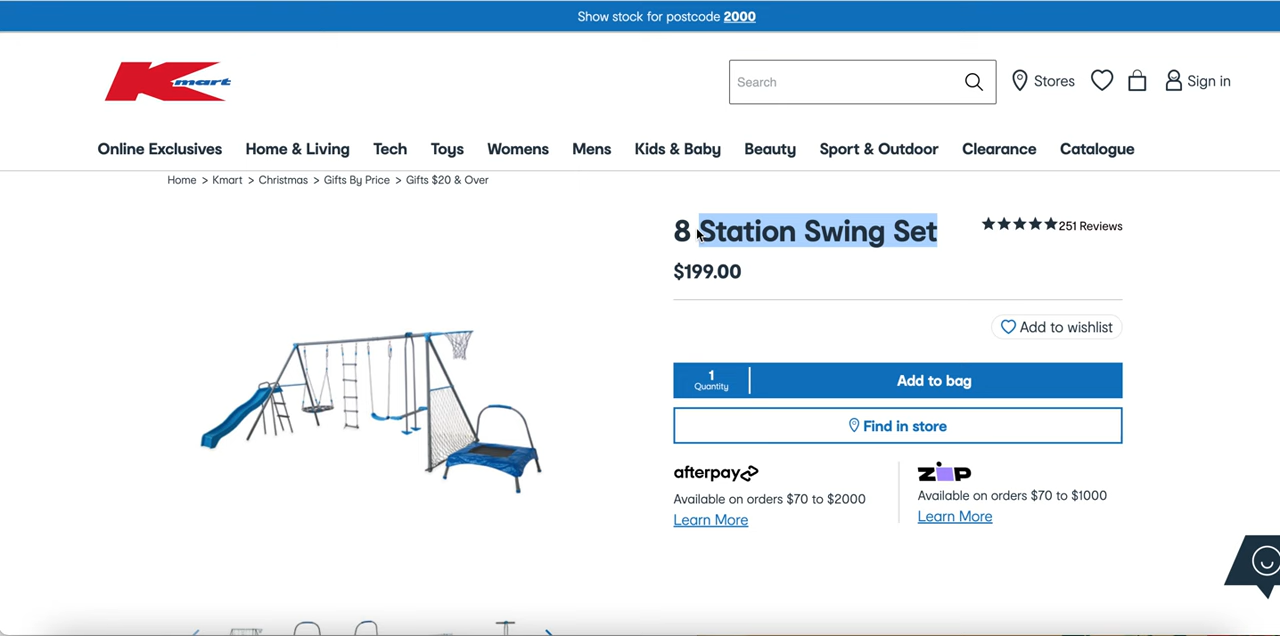 Show stock for postcode 2000
Kmart
Search
Stores
Sign in
Online Exclusives Home & Living Tech Toys Womens Mens Kids & Baby Beauty Sport & Outdoor Clearance Catalogue
Home > Kmart > Christmas > Gifts By Price > Gifts $20 & Over
8 Station Swing Set
251 Reviews
$199.00
Add to wishlist
1
Quantity
Add to bag
Find in store
afterpay
Available on orders $70 to $2000
Learn More
ZIP
Available on orders $70 to $1000
Learn More